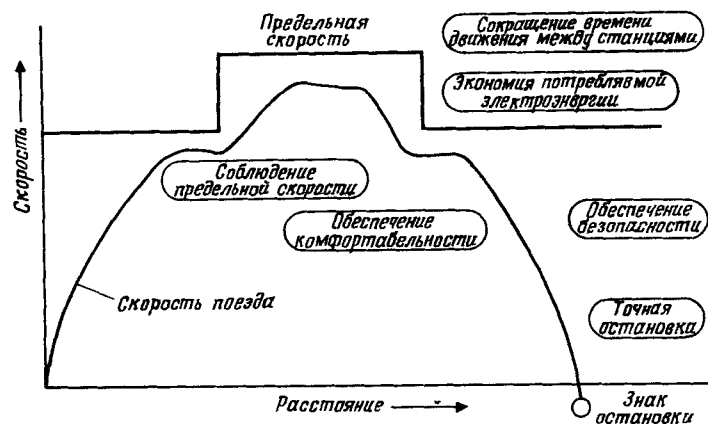 Предельная
скорость
Сокращение времени
движения между станциями
Экономия потреблявмой
электроэнергии
Скорость
Соблюдение
предельной скорости
Обеспечение
комфортабельности
Обеспечение
безопасности
Скорость поезда
Точная
остановка
Расстояние
Знак
остановки